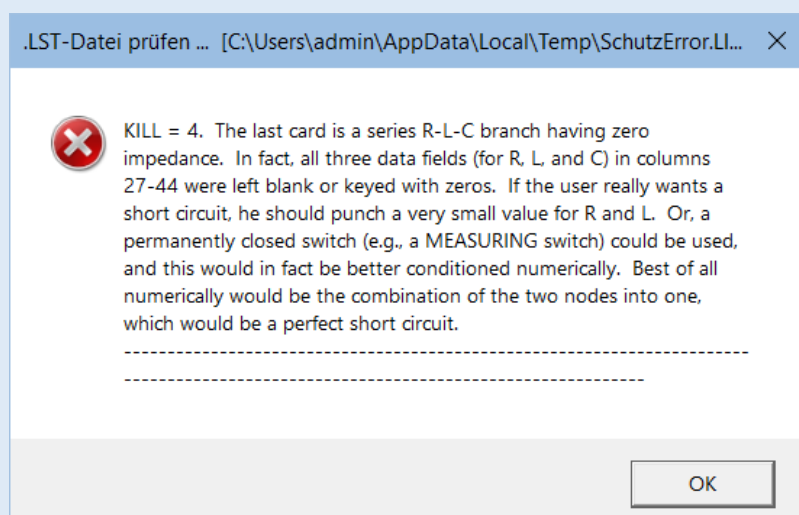 .LST-Datei prüfen ... [C:\Users\admin\AppData\Local\Temp\SchutzError.LI...
KILL = 4. The last card is a series R-L-C branch having zero
impedance. In fact, all three data fields (for R, L, and C) in columns
27-44 were left blank or keyed with zeros. If the user really wants a
short circuit, he should punch a very small value for R and L. Or, a
permanently closed switch (e.g., a MEASURING switch) could be used,
and this would in fact be better conditioned numerically. Best of all
numerically would be the combination of the two nodes into one,
which would be a perfect short circuit.
------------------------------------------------------------------------
------------------------------------------------------------
OK